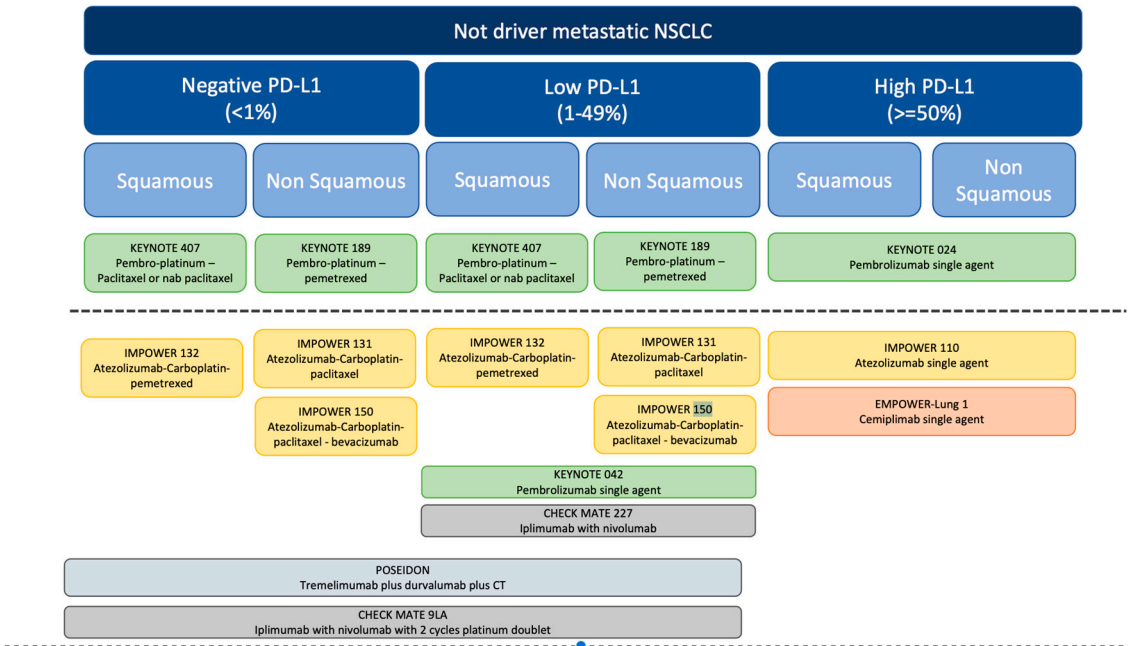 Not driver metastatic NSCLC
Negative PD-L1
(<1%)
Low PD-L1
(1-49%)
High PD-L1
(>=50%)
Squamous
Non Squamous
Squamous
Non Squamous
Squamous
Non
Squamous
KEYNOTE 407
Pembro-platinum –
Paclitaxel or nab paclitaxel
KEYNOTE 189
Pembro-platinum –
pemetrexed
KEYNOTE 407
Pembro-platinum –
Paclitaxel or nab paclitaxel
KEYNOTE 189
Pembro-platinum –
pemetrexed
KEYNOTE 024
Pembrolizumab single agent
IMPOWER 132
Atezolizumab-Carboplatin-
pemetrexed
IMPOWER 131
Atezolizumab-Carboplatin-
paclitaxel
IMPOWER 132
Atezolizumab-Carboplatin-
pemetrexed
IMPOWER 131
Atezolizumab-Carboplatin-
paclitaxel
IMPOWER 110
Atezolizumab single agent
IMPOWER 150
Atezolizumab-Carboplatin-
paclitaxel - bevacizumab
IMPOWER 150
Atezolizumab-Carboplatin-
paclitaxel - bevacizumab
EMPOWER-Lung 1
Cemiplimab single agent
KEYNOTE 042
Pembrolizumab single agent
CHECK MATE 227
Iplimumab with nivolumab
POSEIDON
Tremelimumab plus durvalumab plus CT
CHECK MATE 9LA
Iplimumab with nivolumab with 2 cycles platinum doublet